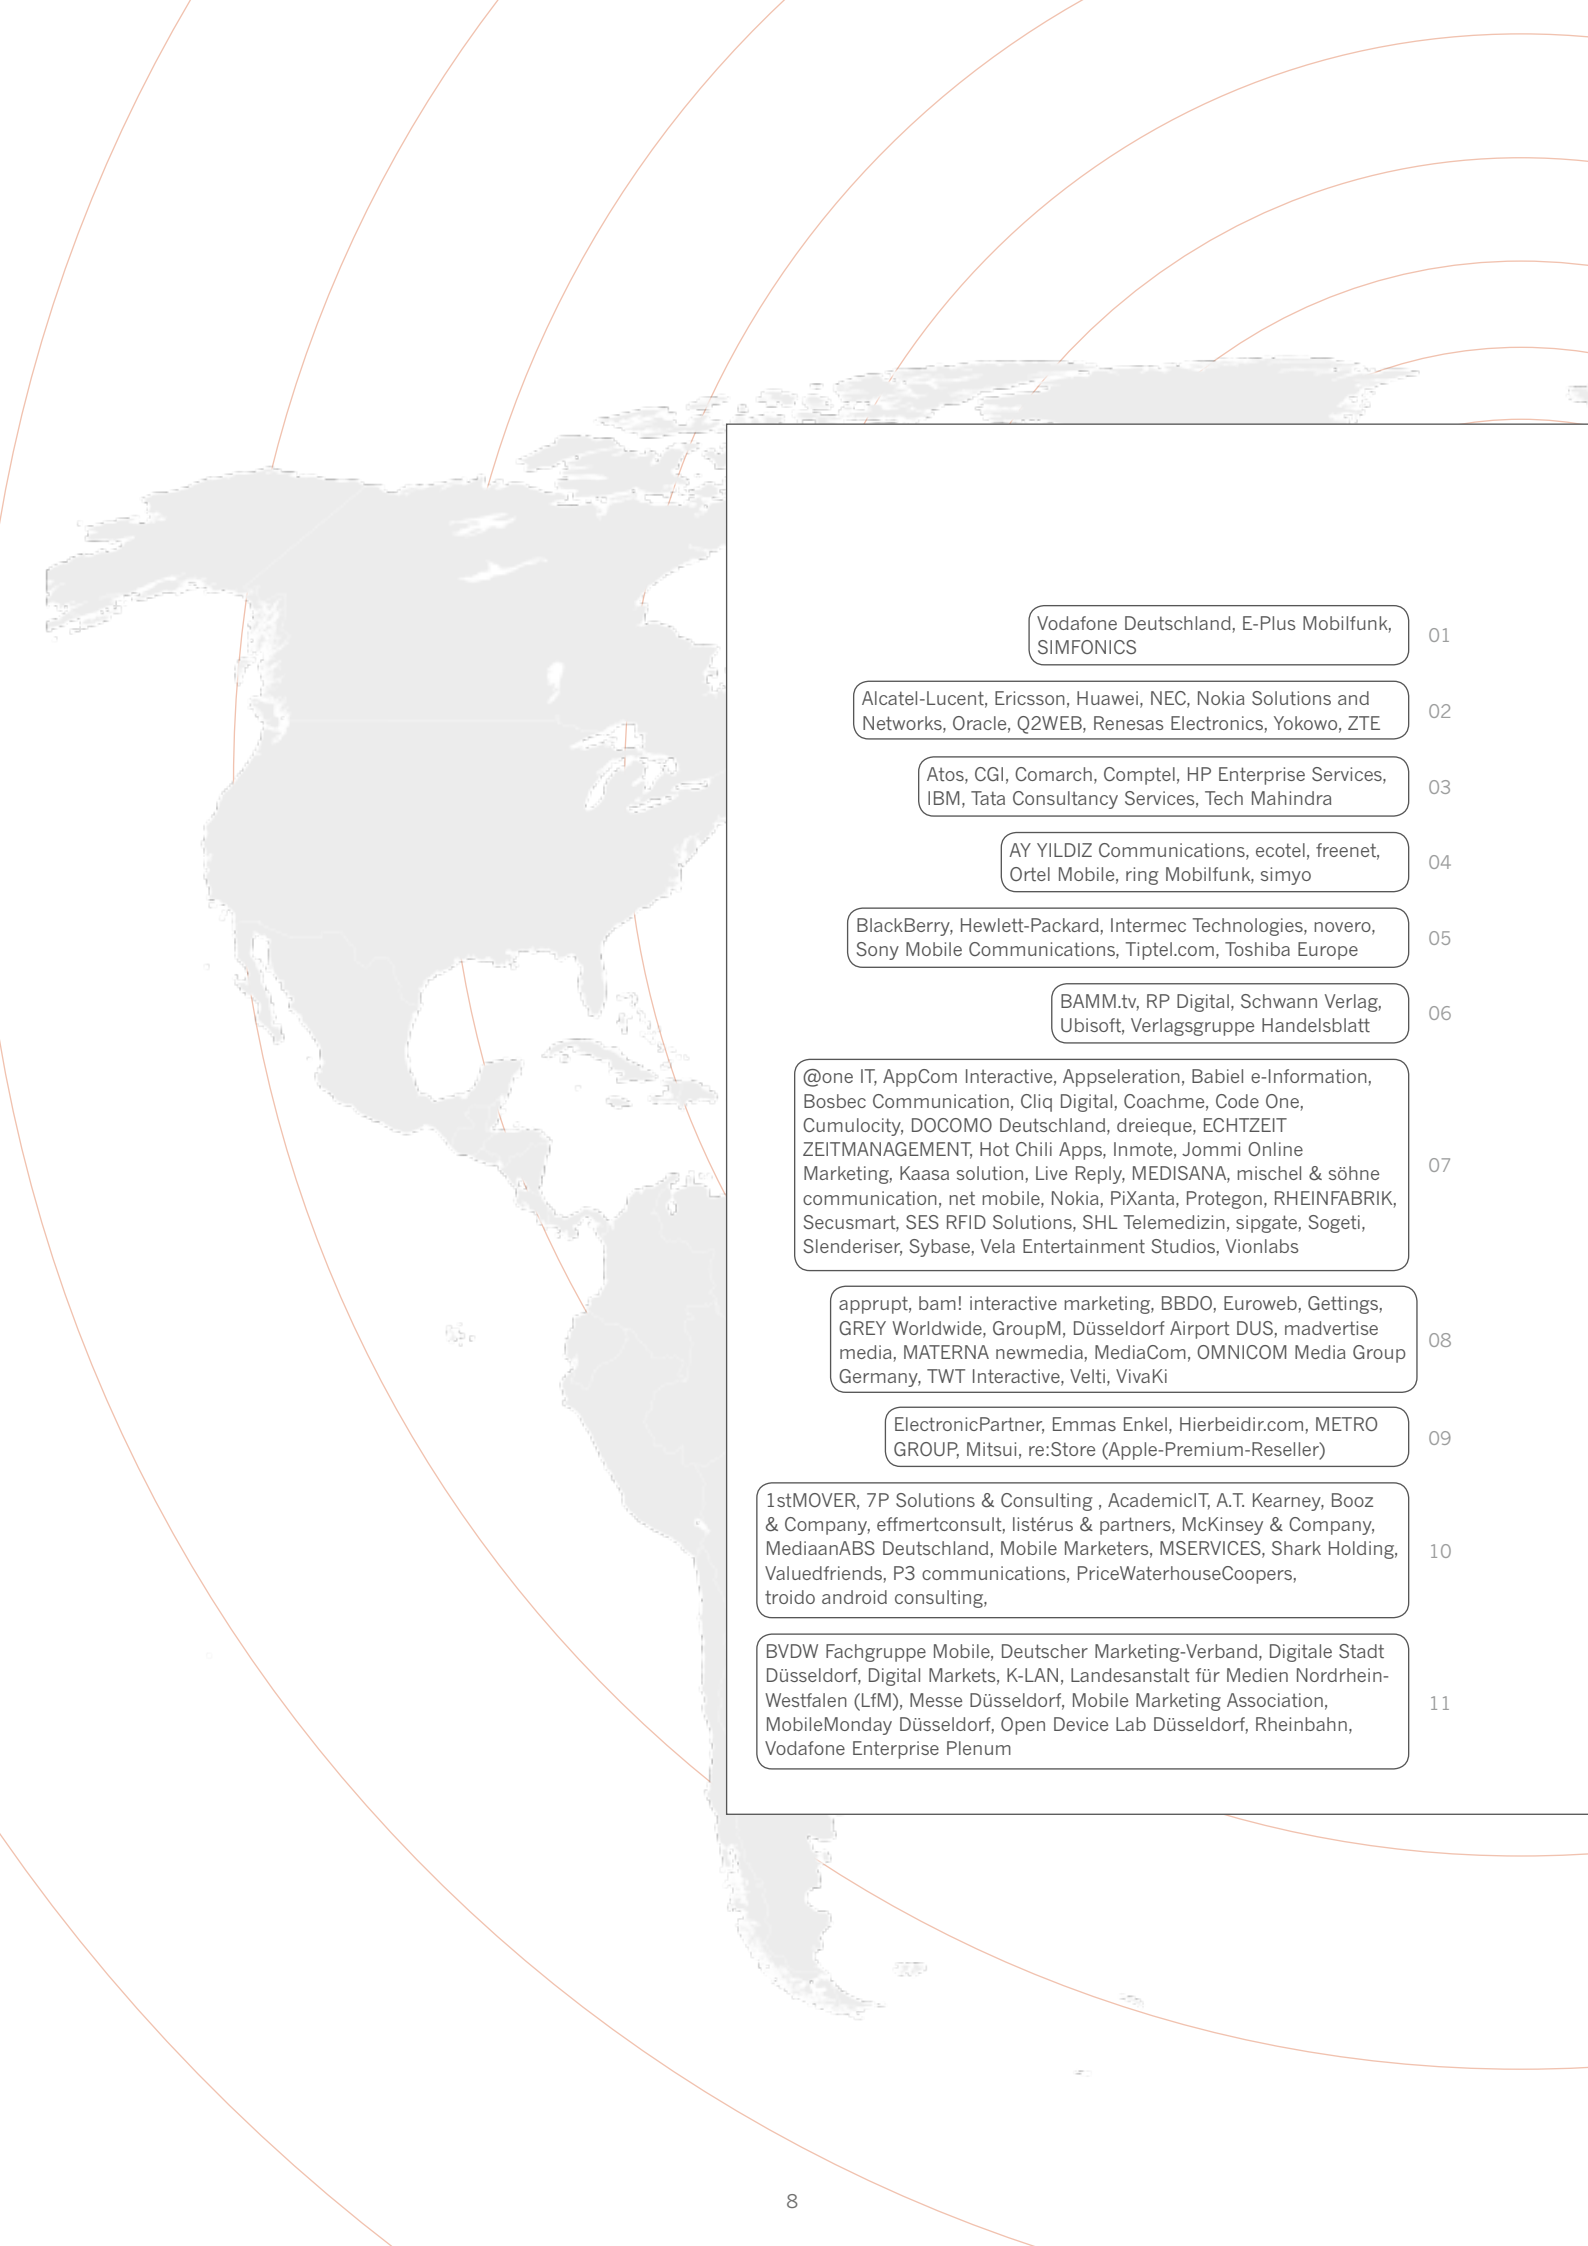 Vodafone Deutschland, E-Plus Mobilfunk,
SIMFONICS
01
Alcatel-Lucent, Ericsson, Huawei, NEC, Nokia Solutions and
Networks, Oracle, Q2WEB, Renesas Electronics, Yokowo, ZTE
02
Atos, CGI, Comarch, Comptel, HP Enterprise Services,
IBM, Tata Consultancy Services, Tech Mahindra
03
AY YILDIZ Communications, ecotel, freenet,
Ortel Mobile, ring Mobilfunk, simyo
04
BlackBerry, Hewlett-Packard, Intermec Technologies, novero,
Sony Mobile Communications, Tiptel.com, Toshiba Europe
05
BAMM.tv, RP Digital, Schwann Verlag,
Ubisoft, Verlagsgruppe Handelsblatt
06
@one IT, AppCom Interactive, Appseleration, Babiel e-Information,
Bosbec Communication, Cliq Digital, Coachme, Code One,
Cumulocity, DOCOMO Deutschland, dreieque, ECHTZEIT
ZEITMANAGEMENT, Hot Chili Apps, Inmote, Jommi Online
Marketing, Kaasa solution, Live Reply, MEDISANA, mischel & söhne
communication, net mobile, Nokia, PiXanta, Protegon, RHEINFABRIK,
Secusmart, SES RFID Solutions, SHL Telemedizin, sipgate, Sogeti,
Slenderiser, Sybase, Vela Entertainment Studios, Vionlabs
07
apprupt, bam! interactive marketing, BBDO, Euroweb, Gettings,
GREY Worldwide, GroupM, Düsseldorf Airport DUS, madvertise
media, MATERNA newmedia, MediaCom, OMNICOM Media Group
Germany, TWT Interactive, Velti, VivaKi
08
ElectronicPartner, Emmas Enkel, Hierbeidir.com, METRO
GROUP, Mitsui, re:Store (Apple-Premium-Reseller)
09
1stMOVER, 7P Solutions & Consulting , AcademicIT, A.T. Kearney, Booz
& Company, effmertconsult, listérus & partners, McKinsey & Company,
MediaanABS Deutschland, Mobile Marketers, MSERVICES, Shark Holding,
Valuedfriends, P3 communications, PriceWaterhouseCoopers,
troido android consulting,
10
BVDW Fachgruppe Mobile, Deutscher Marketing-Verband, Digitale Stadt
Düsseldorf, Digital Markets, K-LAN, Landesanstalt für Medien Nordrhein-
Westfalen (LfM), Messe Düsseldorf, Mobile Marketing Association,
MobileMonday Düsseldorf, Open Device Lab Düsseldorf, Rheinbahn,
Vodafone Enterprise Plenum
11
8